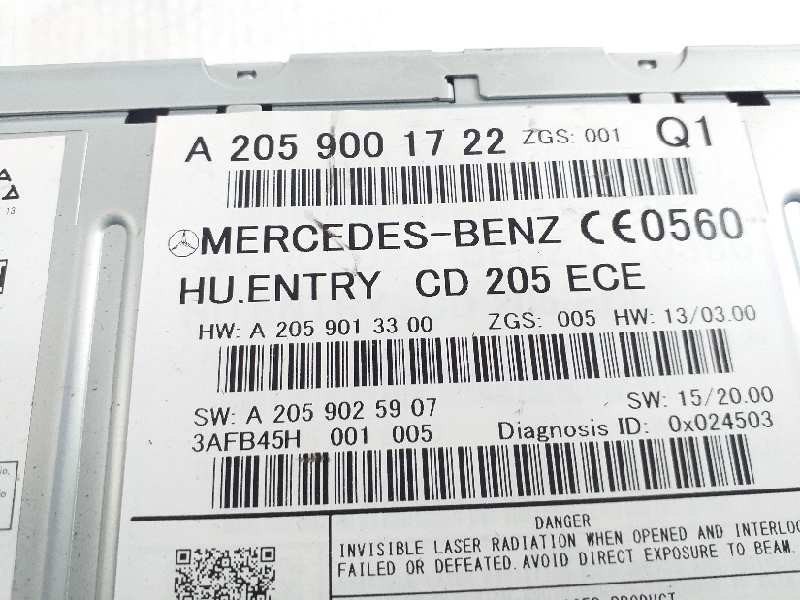 A 205 900 17 22 ZGS: 001 Q1
MERCEDES-BENZ CE0560
HU.ENTRY CD 205 ECE
HW: A 205 901 33 00 ZGS: 005 HW: 13/03.00
SW: A 205 902 59 07 SW: 15/20.00
3AFB45H 001 005 Diagnosis ID: 0x024503
13
DANGER
INVISIBLE LASER RADIATION WHEN OPENED AND
FAILED OR DEFEATED. AVOID DIRECT EXPOSURE TO BEAM.
PRODUCT